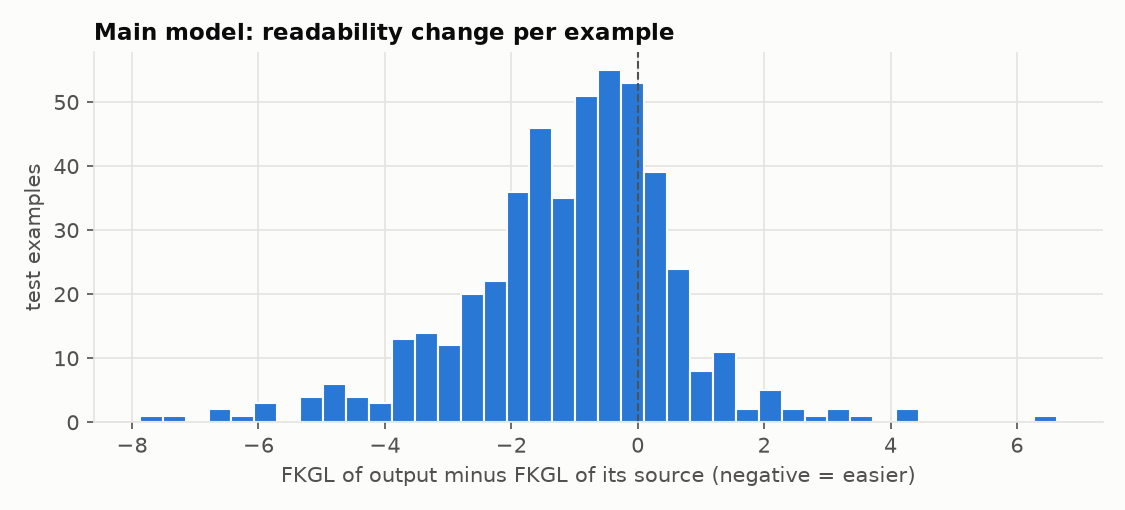 Main model: readability change per example
test examples
50
40
30
20
10
0
−8 −6 −4 −2 0 2 4 6
FKGL of output minus FKGL of its source (negative = easier)